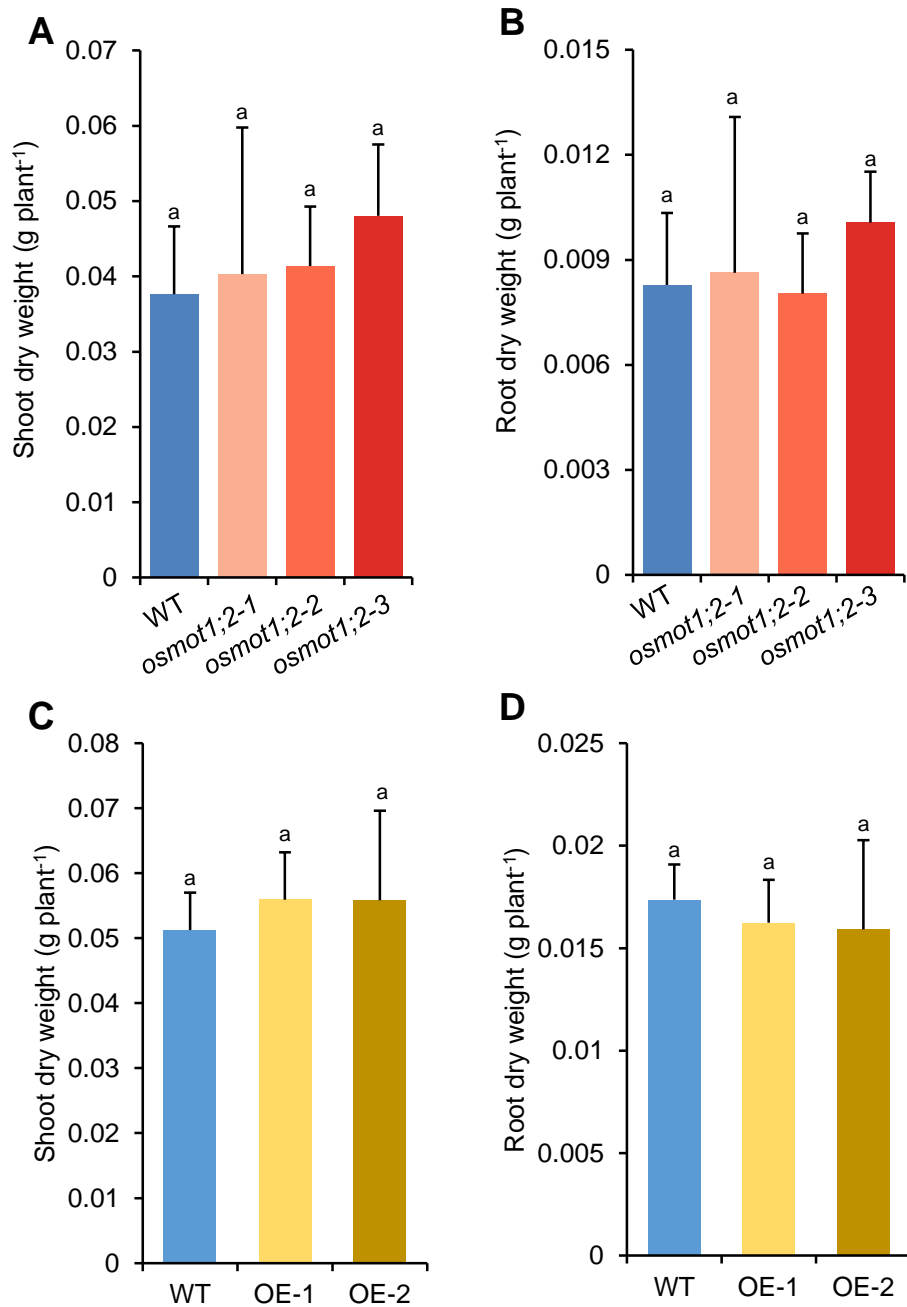 A
Shoot dry weight (g plant⁻¹)
0.07
0.06
0.05
0.04
0.03
0.02
0.01
0
a
a
a
a
WT
osmot1;2-1
osmot1;2-2
osmot1;2-3
B
Root dry weight (g plant⁻¹)
0.015
0.012
0.009
0.006
0.003
0
a
a
a
a
WT
osmot1;2-1
osmot1;2-2
osmot1;2-3
C
Shoot dry weight (g plant⁻¹)
0.08
0.07
0.06
0.05
0.04
0.03
0.02
0.01
0
a
a
a
WT
OE-1
OE-2
D
Root dry weight (g plant⁻¹)
0.025
0.02
0.015
0.01
0.005
0
a
a
a
WT
OE-1
OE-2